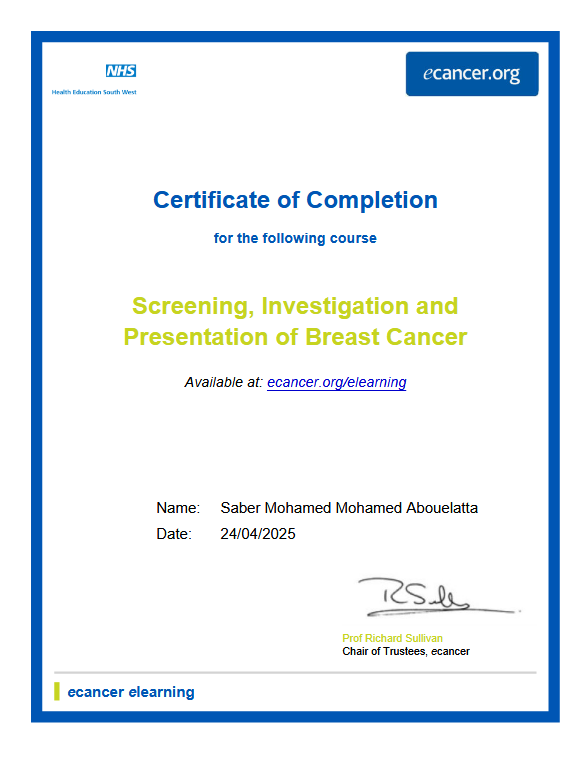 NHS
Health Education South West
ecancer.org
Certificate of Completion
for the following course
Screening, Investigation and
Presentation of Breast Cancer
Available at: ecancer.org/elearning
Name: Saber Mohamed Mohamed Abouelatta
Date: 24/04/2025
RSull
Prof Richard Sullivan
Chair of Trustees, ecancer
ecancer elearning